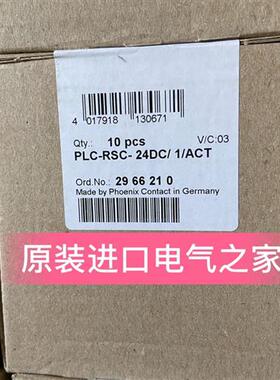 4 017918 130671
Qty.: 10 pcs V/C:03
PLC-RSC- 24DC/ 1/ACT
Ord.No.: 29 66 21 0
Made by Phoenix Contact in Germany
原装进口电气之家